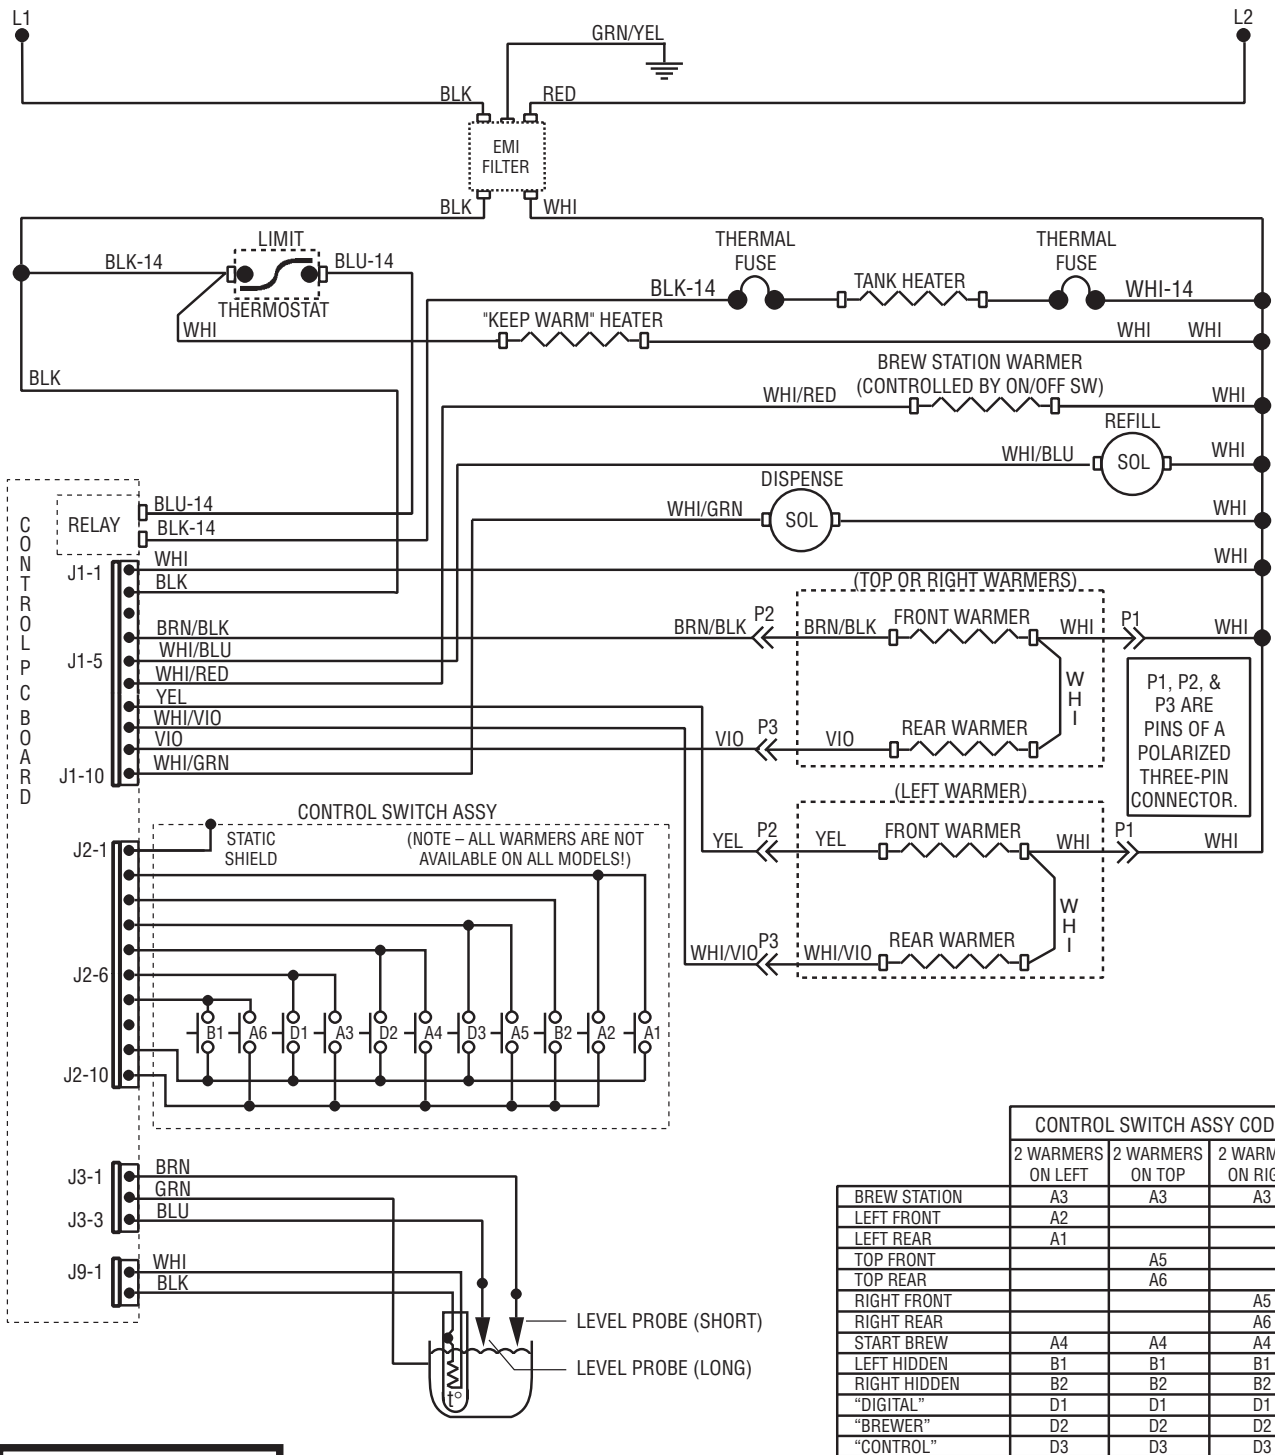 L1
L2
GRN/YEL
BLK
RED
EMI
FILTER
BLK
WHI
LIMIT
THERMOSTAT
BLK-14
BLU-14
WHI
THERMAL
FUSE
THERMAL
FUSE
BLK-14
TANK HEATER
WHI-14
"KEEP WARM" HEATER
WHI WHI
BLK
BREW STATION WARMER
(CONTROLLED BY ON/OFF SW)
WHI/RED
WHI
REFILL
WHI/BLU
SOL
WHI
DISPENSE
WHI/GRN
SOL
WHI
CONTROL P C BOARD
RELAY
BLU-14
BLK-14
WHI
WHI
J1-1
BLK
BRN/BLK
J1-5
WHI/BLU
WHI/RED
YEL
WHI/VIO
VIO
J1-10
WHI/GRN
(TOP OR RIGHT WARMERS)
BRN/BLK
P2
BRN/BLK
FRONT WARMER
WHI
P1
WHI
WHI
VIO
P3
VIO
REAR WARMER
P1, P2, &
P3 ARE
PINS OF A
POLARIZED
THREE-PIN
CONNECTOR.
(LEFT WARMER)
YEL
P2
YEL
FRONT WARMER
WHI
P1
WHI
WHI
WHI/VIO
P3
WHI/VIO
REAR WARMER
CONTROL SWITCH ASSY
J2-1
STATIC
SHIELD
(NOTE – ALL WARMERS ARE NOT
AVAILABLE ON ALL MODELS!)
J2-6
B1 A6 D1 A3 D2 A4 D3 A5 B2 A2 A1
J2-10
J3-1
BRN
GRN
J3-3
BLU
J9-1
WHI
BLK
t°
LEVEL PROBE (SHORT)
LEVEL PROBE (LONG)
CONTROL SWITCH ASSY COD
2 WARMERS 2 WARMERS 2 WARM
ON LEFT ON TOP ON RIG
BREW STATION A3 A3 A3
LEFT FRONT A2
LEFT REAR A1
TOP FRONT A5
TOP REAR A6
RIGHT FRONT A5
RIGHT REAR A6
START BREW A4 A4 A4
LEFT HIDDEN B1 B1 B1
RIGHT HIDDEN B2 B2 B2
“DIGITAL” D1 D1 D1
“BREWER” D2 D2 D2
“CONTROL” D3 D3 D3